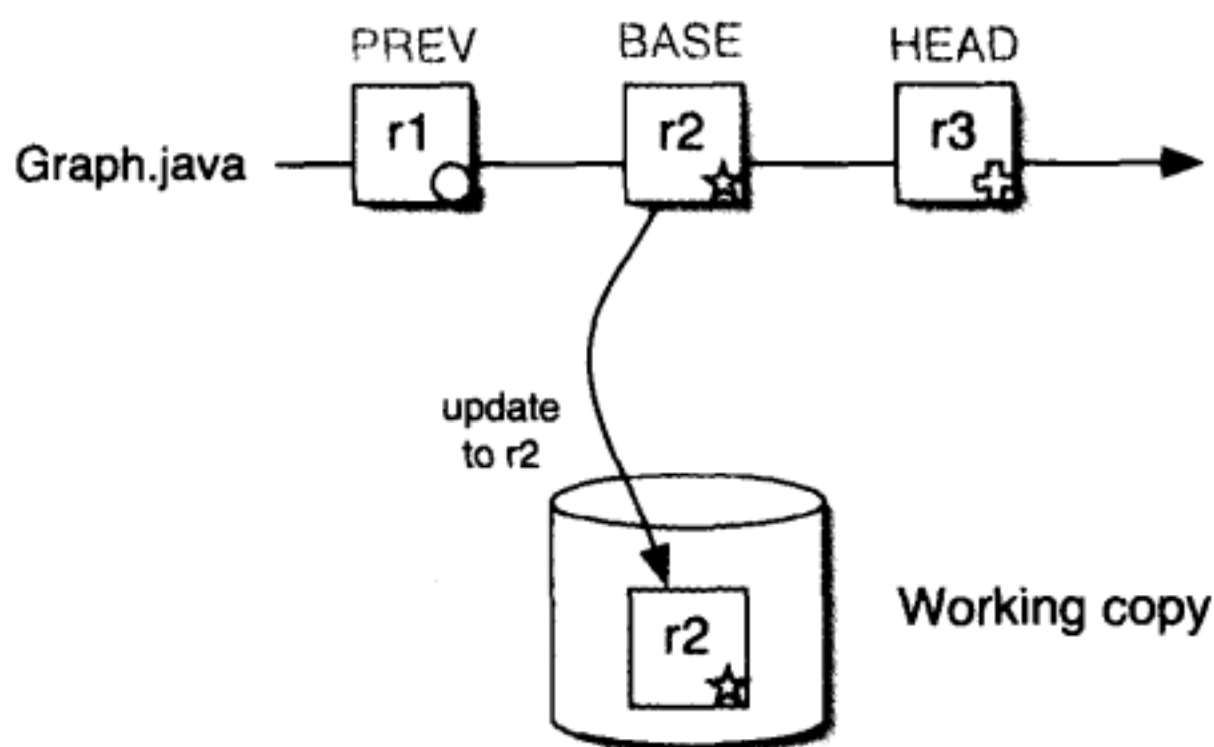 PREV BASE HEAD
r1 r2 r3
Graph.java
update
to r2
r2
Working copy